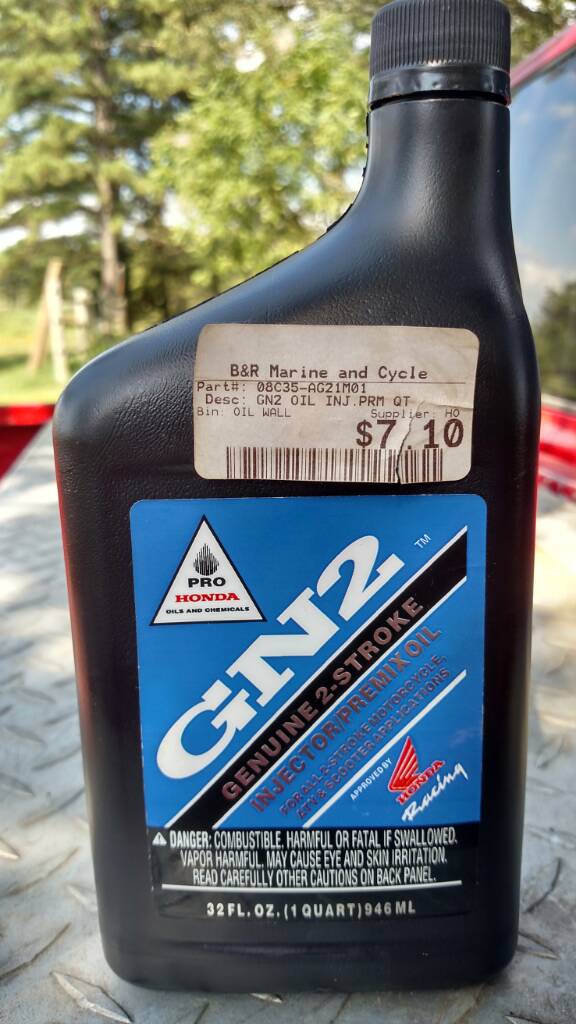 B&R Marine and Cycle
Part#: 08C35-AG21M01
Desc: GN2 OIL INJ.PRM QT
Bin: OIL WALL Supplier: HO
$7.10
PRO
HONDA
OILS AND CHEMICALS
GN2™
GENUINE 2-STROKE
INJECTOR/PREMIX OIL
FOR ALL 2-STROKE MOTORCYCLE,
ATV & SCOOTER APPLICATIONS
APPROVED BY
HONDA
Racing
DANGER: COMBUSTIBLE. HARMFUL OR FATAL IF SWALLOWED.
VAPOR HARMFUL. MAY CAUSE EYE AND SKIN IRRITATION.
READ CAREFULLY OTHER CAUTIONS ON BACK PANEL.
32 FL. OZ. (1 QUART) 946 ML